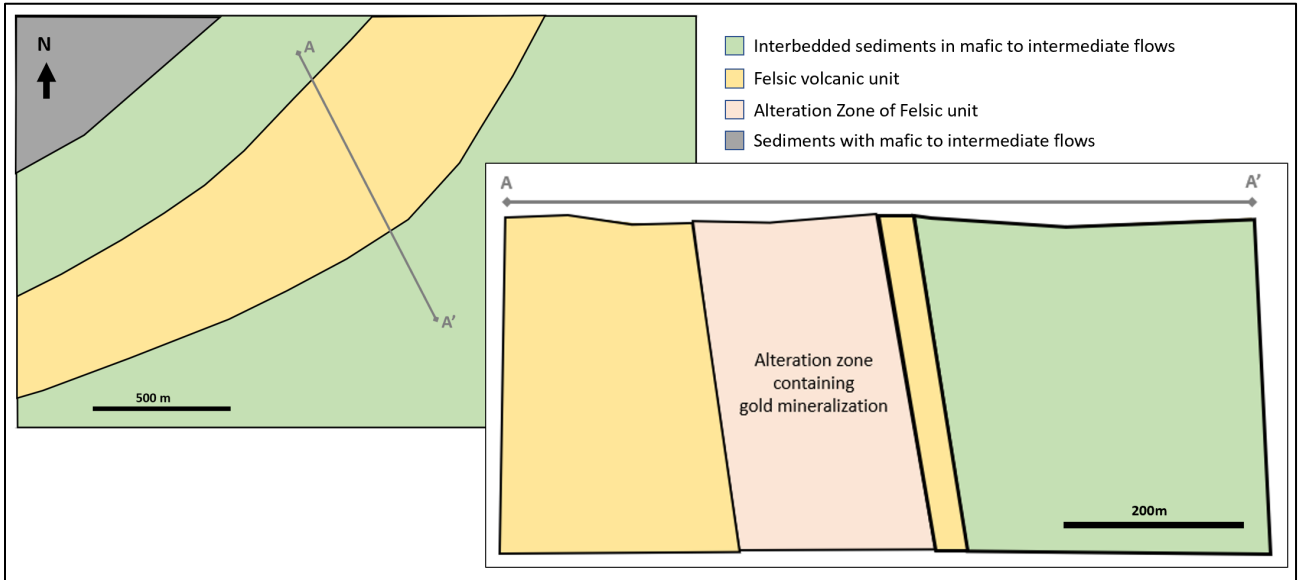 N
A
A'
500 m
Interbedded sediments in mafic to intermediate flows
Felsic volcanic unit
Alteration Zone of Felsic unit
Sediments with mafic to intermediate flows
A
A'
Alteration zone
containing
gold mineralization
200m